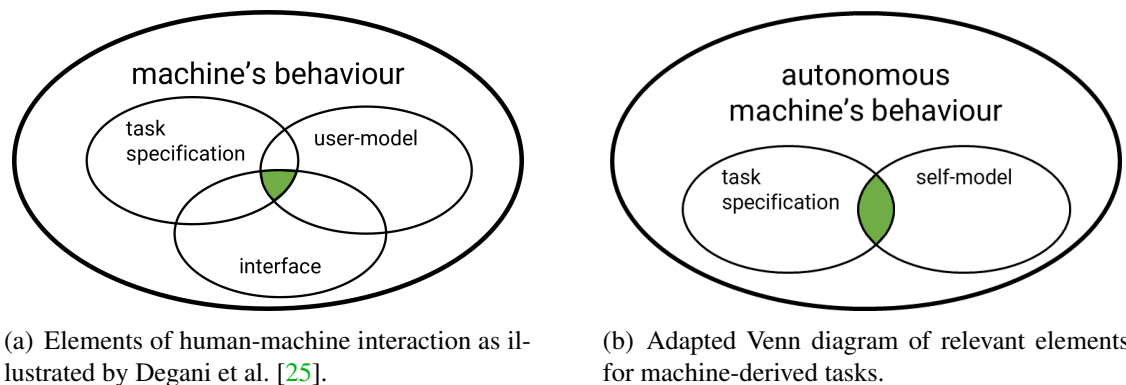 machine's behaviour
task
specification
user-model
interface
(a) Elements of human-machine interaction as il-
lustrated by Degani et al. [25].
autonomous
machine's behaviour
task
specification
self-model
(b) Adapted Venn diagram of relevant elements
for machine-derived tasks.